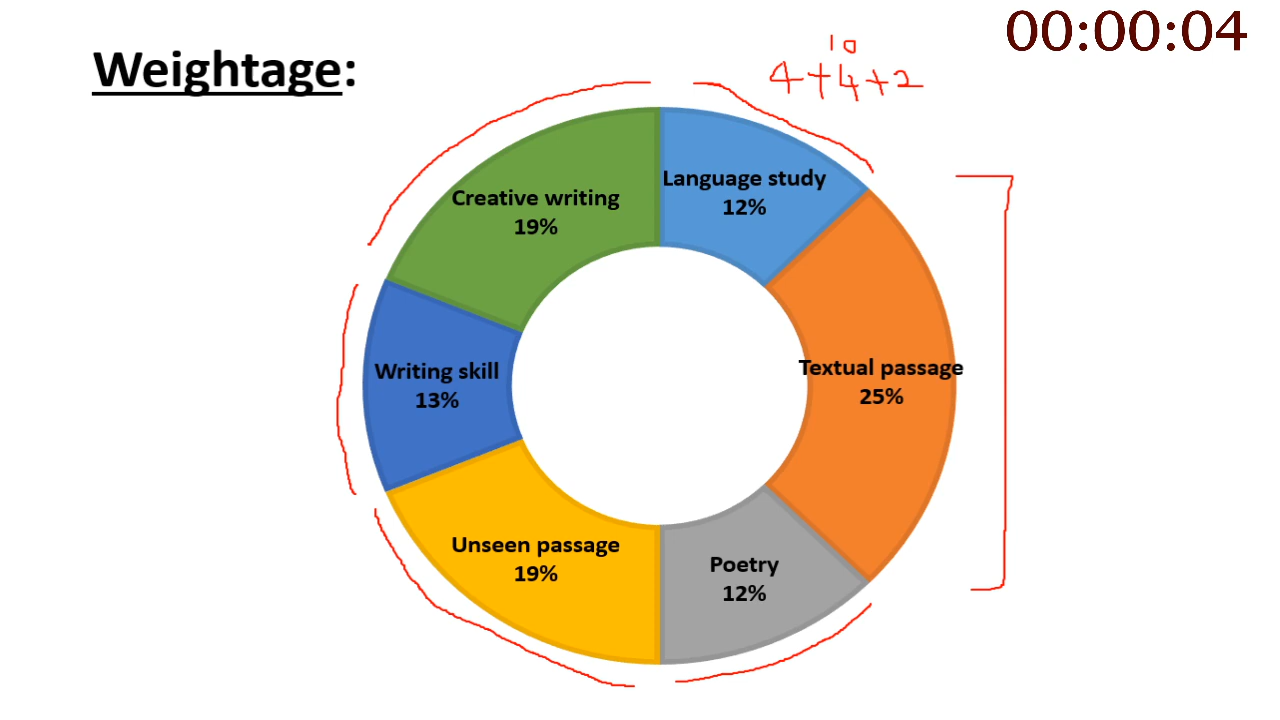 00:00:04
Weightage:
10
4+4+2
Language study
12%
Creative writing
19%
Textual passage
25%
Writing skill
13%
Unseen passage
19%
Poetry
12%